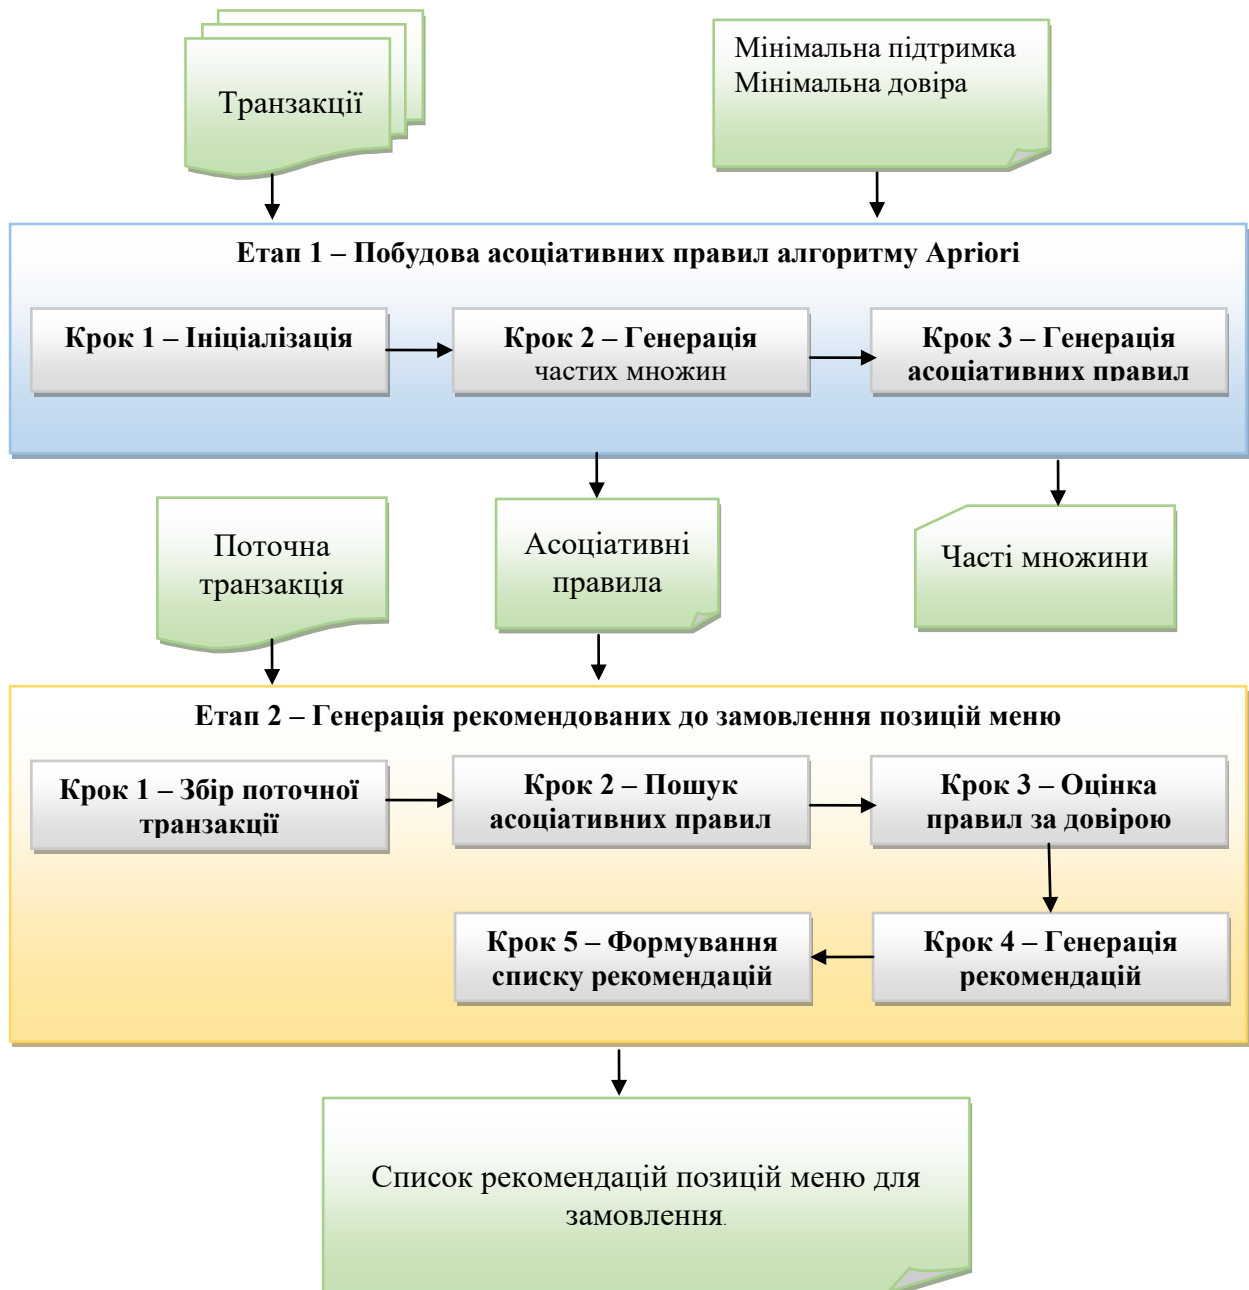 Транзакції
Мінімальна підтримка
Мінімальна довіра
Етап 1 – Побудова асоціативних правил алгоритму Apriori
Крок 1 – Ініціалізація
Крок 2 – Генерація
частих множин
Крок 3 – Генерація
асоціативних правил
Поточна
транзакція
Асоціативні
правила
Часті множини
Етап 2 – Генерація рекомендованих до замовлення позицій меню
Крок 1 – Збір поточної
транзакції
Крок 2 – Пошук
асоціативних правил
Крок 3 – Оцінка
правил за довірою
Крок 5 – Формування
списку рекомендацій
Крок 4 – Генерація
рекомендацій
Список рекомендацій позицій меню для
замовлення.